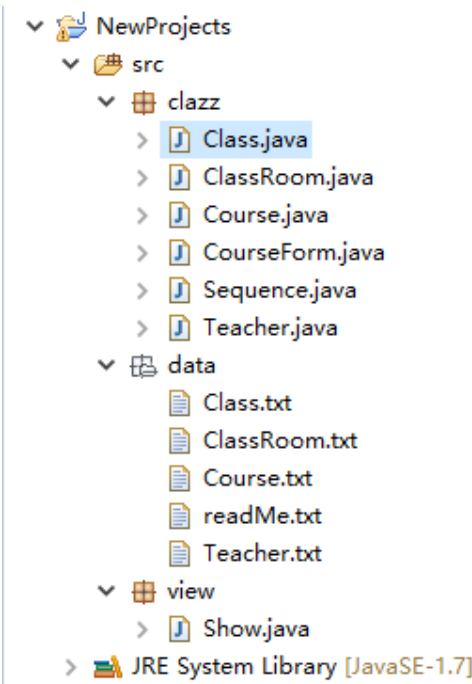 NewProjects
src
clazz
Class.java
ClassRoom.java
Course.java
CourseForm.java
Sequence.java
Teacher.java
data
Class.txt
ClassRoom.txt
Course.txt
readMe.txt
Teacher.txt
view
Show.java
JRE System Library [JavaSE-1.7]